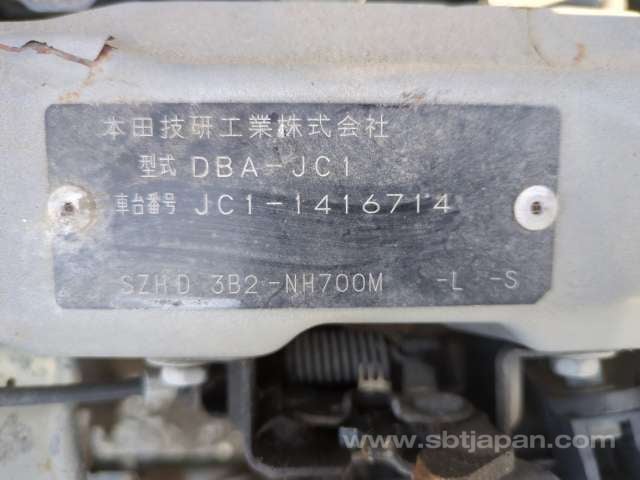 本田技研工業株式会社
型式 DBA-JC1
車台番号 JC1-1416714
SZHD 3B2-NH700M -L -S
www.sbtjapan.com